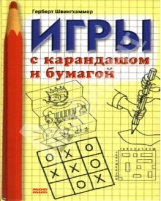 Герберт Швингхаммер
ИГРЫ
с карандашом
и бумагой